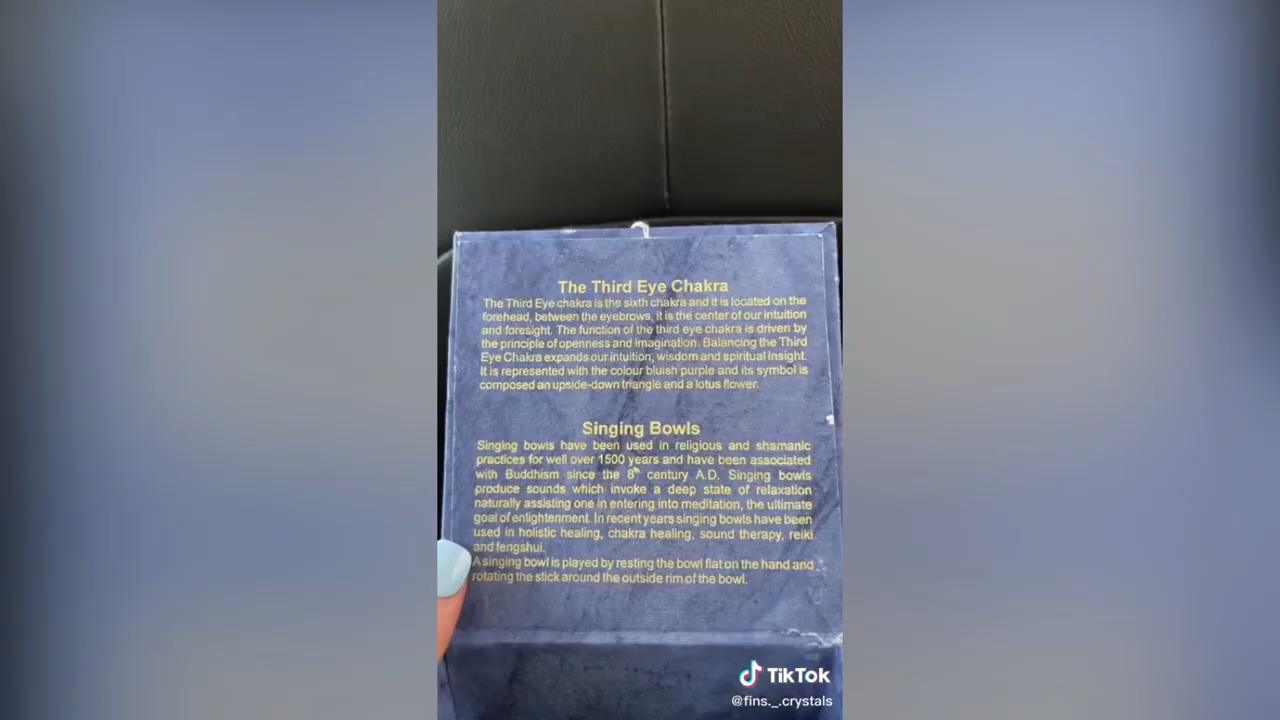 The Third Eye Chakra
The Third Eye chakra is the sixth chakra and it is located on the
forehead, between the eyebrows, it is the center of our intuition
and foresight. The function of the third eye chakra is driven by
the principle of openness and imagination. Balancing the Third
Eye Chakra expands our intuition, wisdom and spiritual insight.
It is represented with the colour bluish purple and its symbol is
composed an upside-down triangle and a lotus flower.
Singing Bowls
Singing bowls have been used in religious and shamanic
practices for well over 1500 years and have been associated
with Buddhism since the 8th century A.D. Singing bowls
produce sounds which invoke a deep state of relaxation
naturally assisting one in entering into meditation, the ultimate
goal of enlightenment. In recent years singing bowls have been
used in holistic healing, chakra healing, sound therapy, reiki
and fengshui.
A singing bowl is played by resting the bowl flat on the hand and
rotating the stick around the outside rim of the bowl.
TikTok
@fins._.crystals